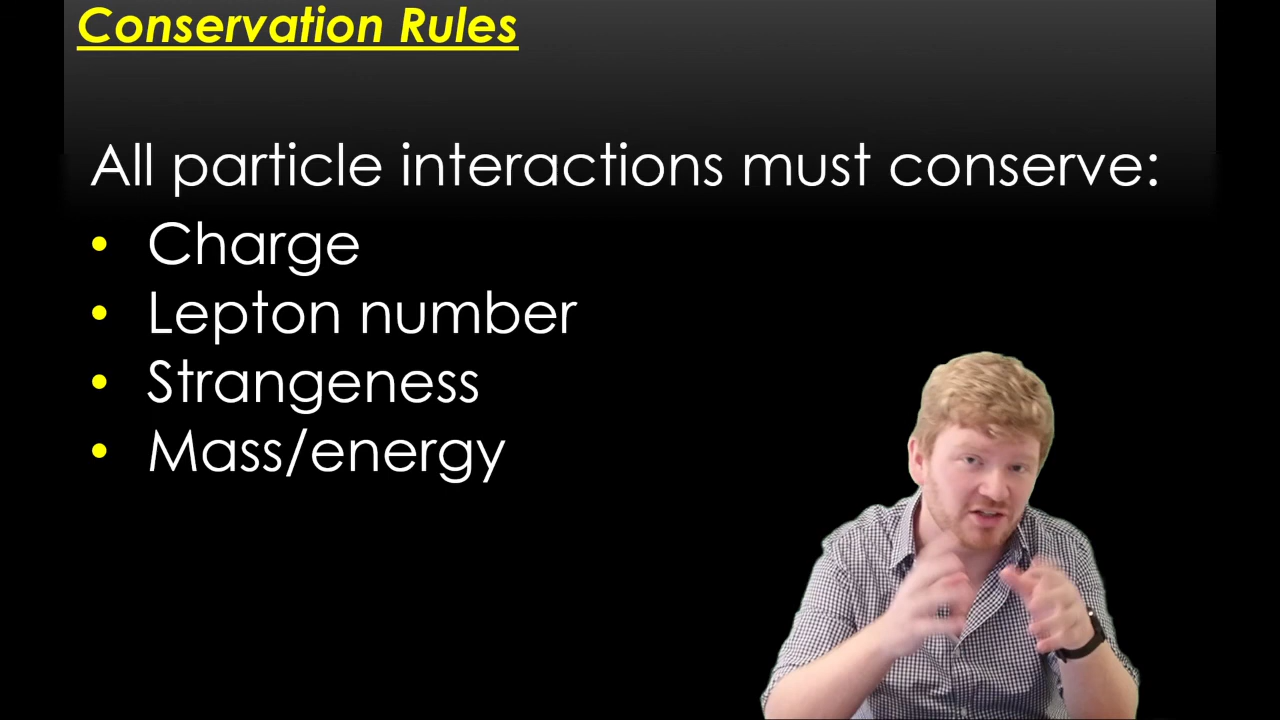 Conservation Rules
All particle interactions must conserve:
• Charge
• Lepton number
• Strangeness
• Mass/energy